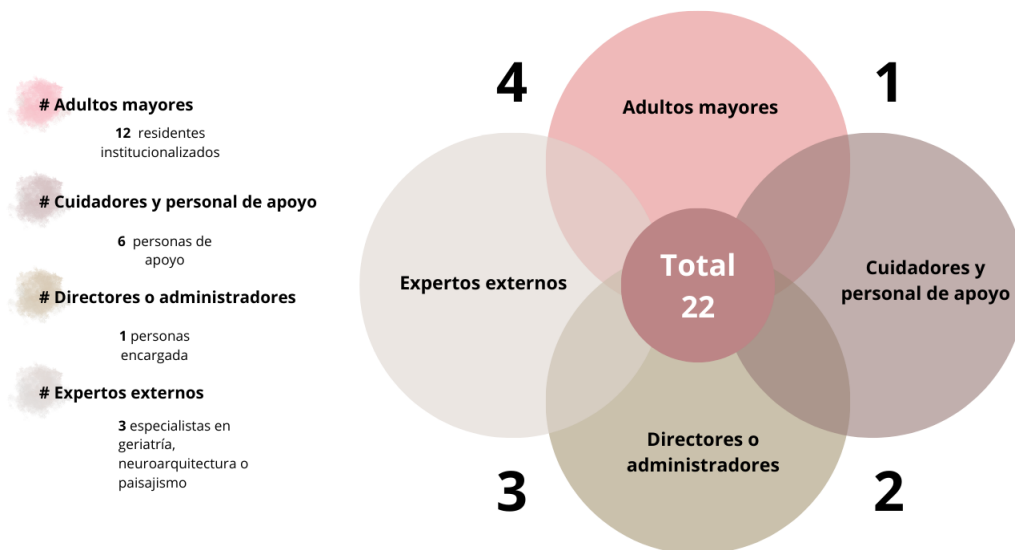 # Adultos mayores
12 residentes
institucionalizados
# Cuidadores y personal de apoyo
6 personas de
apoyo
# Directores o administradores
1 personas
encargada
# Expertos externos
3 especialistas en
geriatría,
neuroarquitectura o
paisajismo
4
1
Adultos mayores
Expertos externos
Total
22
Cuidadores y
personal de apoyo
Directores o
administradores
3
2